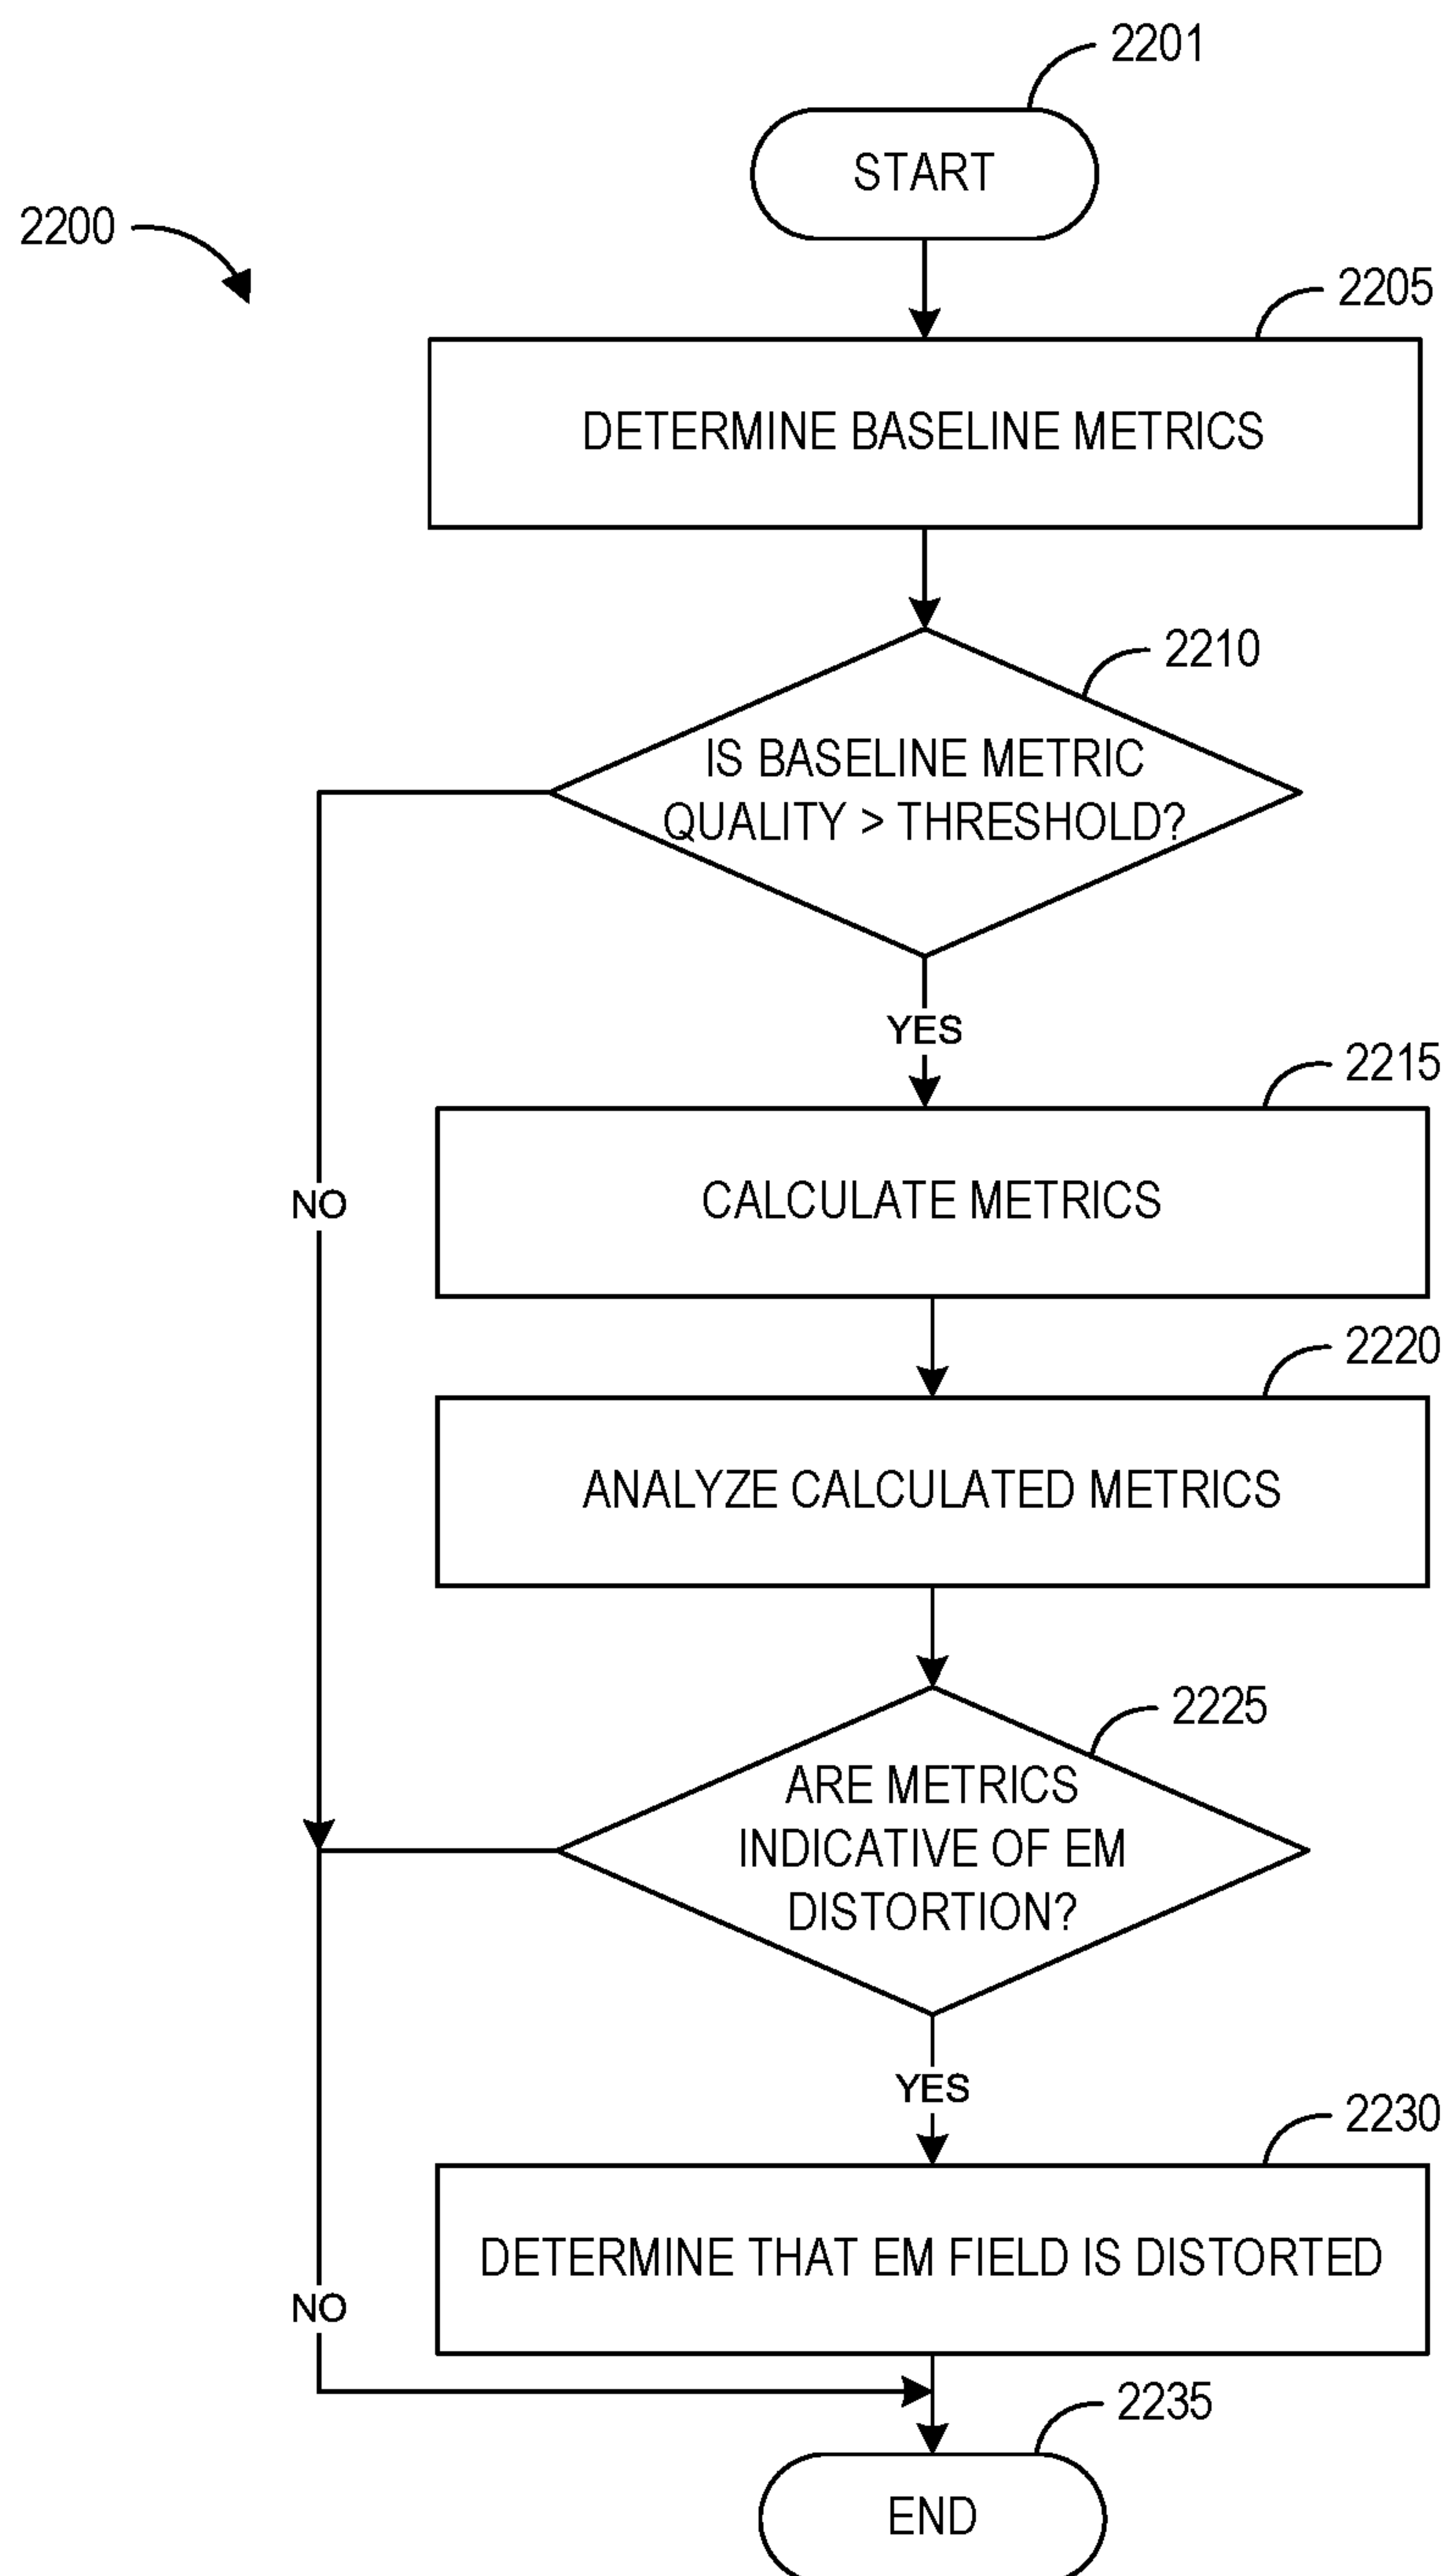 2201
START
2200
2205
DETERMINE BASELINE METRICS
2210
IS BASELINE METRIC
QUALITY > THRESHOLD?
YES
2215
CALCULATE METRICS
NO
2220
ANALYZE CALCULATED METRICS
2225
ARE METRICS
INDICATIVE OF EM
DISTORTION?
YES
2230
DETERMINE THAT EM FIELD IS DISTORTED
NO
2235
END